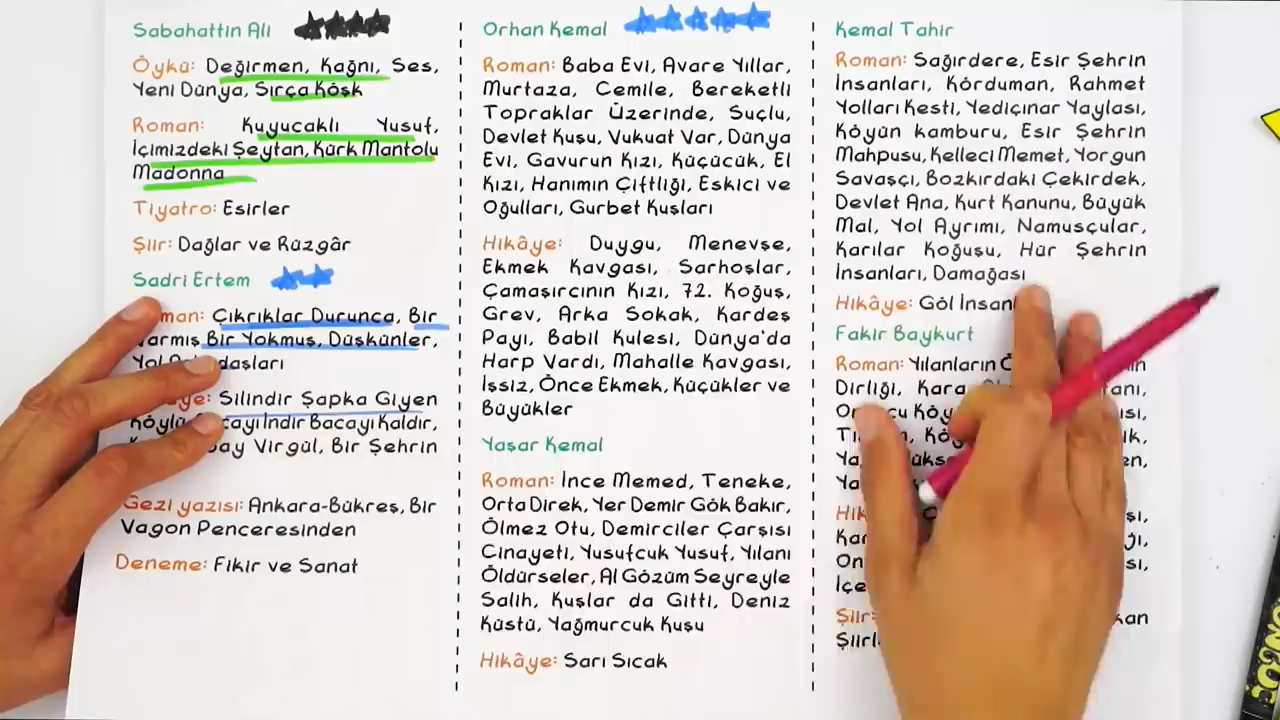 Sabahattin Ali
Öykü: Değirmen, Kağnı, Ses,
Yeni Dünya, Sırça Köşk
Roman: Kuyucaklı Yusuf,
İçimizdeki Şeytan, Kürk Mantolu
Madonna
Tiyatro: Esirler
Şiir: Dağlar ve Rüzgâr
Sadri Ertem
Çıkrıklar Durunca, Bir
Varmış Bir Yokmuş, Düşkünler,
Yol
Silindir Şapka Giyen
Köylü, İndir Bacayı Kaldır,
Virgül, Bir Şehrin
Gezi yazısı: Ankara-Bükreş, Bir
Vagon Penceresinden
Deneme: Fikir ve Sanat
Orhan Kemal
Roman: Baba Evi, Avare Yıllar,
Murtaza, Cemile, Bereketli
Topraklar Üzerinde, Suçlu,
Devlet Kuşu, Vukuat Var, Dünya
Evi, Gavurun Kızı, Küçücük, El
Kızı, Hanımın Çiftliği, Eskici ve
Oğulları, Gurbet Kuşları
Hikâye: Duygu, Menevşe,
Ekmek Kavgası, Sarhoşlar,
Çamaşırcının Kızı, 72. Koğuş,
Grev, Arka Sokak, Kardeş
Payı, Babil Kulesi, Dünya'da
Harp Vardı, Mahalle Kavgası,
İşsiz, Önce Ekmek, Küçükler ve
Büyükler
Yaşar Kemal
Roman: İnce Memed, Teneke,
Orta Direk, Yer Demir Gök Bakır,
Ölmez Otu, Demirciler Çarşısı
Cinayeti, Yusufcuk Yusuf, Yılanı
Öldürseler, Al Gözüm Seyreyle
Salih, Kuşlar da Gitti, Deniz
Küstü, Yağmurcuk Kuşu
Hikâye: Sarı Sıcak
Kemal Tahir
Roman: Sağırdere, Esir Şehrin
İnsanları, Körduman, Rahmet
Yolları Kesti, Yediçınar Yaylası,
Köyün kamburu, Esir Şehrin
Mahpusu, Kelleci Memet, Yorgun
Savaşçı, Bozkırdaki Çekirdek,
Devlet Ana, Kurt Kanunu, Büyük
Mal, Yol Ayrımı, Namusçular,
Karılar Koğuşu, Hür Şehrin
İnsanları, Damağası
Hikâye: Göl
Fakir Baykurt
Roman: Yılanların
Dirliği, Kara
Şiir: